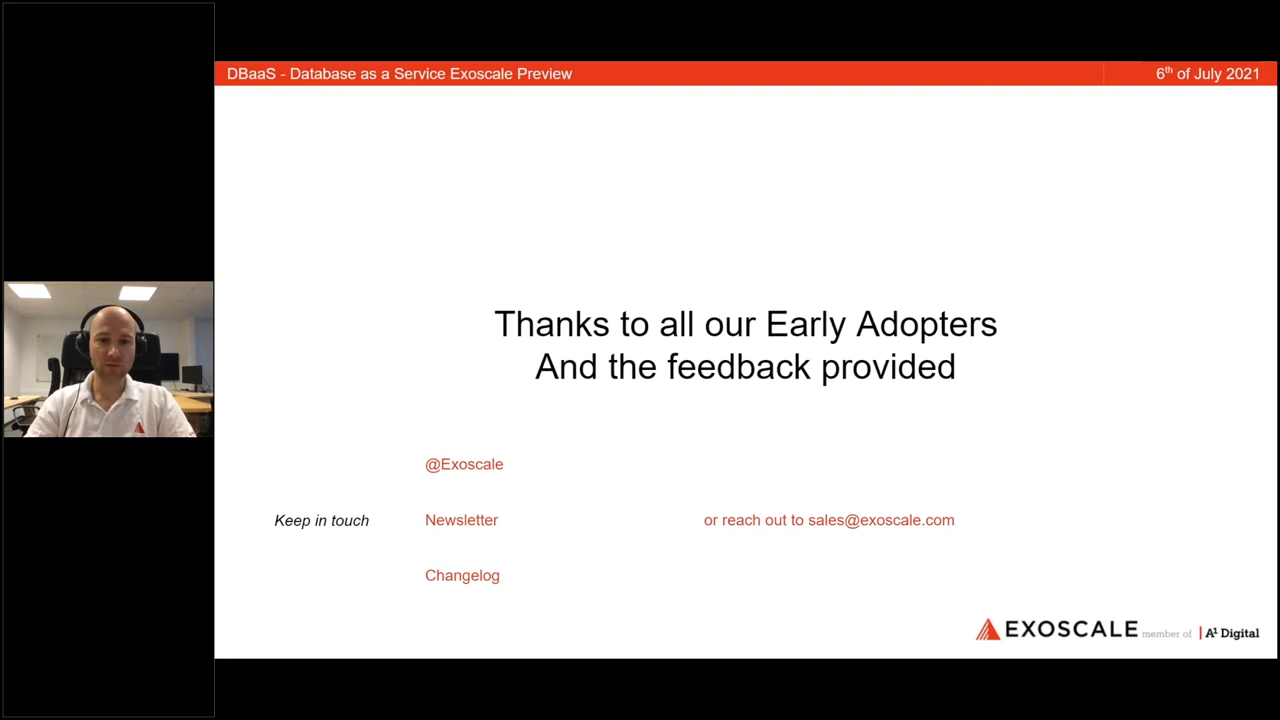 DBaaS - Database as a Service Exoscale Preview
6th of July 2021
Thanks to all our Early Adopters
And the feedback provided
@Exoscale
Keep in touch
Newsletter
or reach out to sales@exoscale.com
Changelog
EXOSCALE member of | A1 Digital